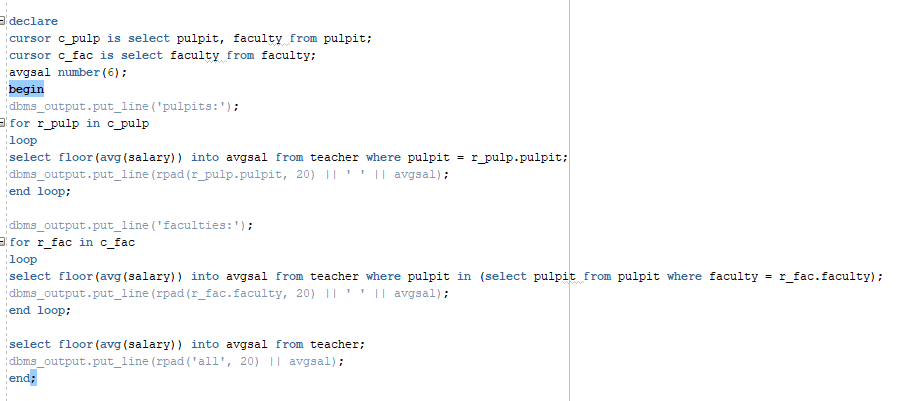 declare
cursor c_pulp is select pulpit, faculty from pulpit;
cursor c_fac is select faculty from faculty;
avgsal number(6);
begin
dbms_output.put_line('pulpits:');
for r_pulp in c_pulp
loop
select floor(avg(salary)) into avgsal from teacher where pulpit = r_pulp.pulpit;
dbms_output.put_line(rpad(r_pulp.pulpit, 20) || ' ' || avgsal);
end loop;
dbms_output.put_line('faculties:');
for r_fac in c_fac
loop
select floor(avg(salary)) into avgsal from teacher where pulpit in (select pulpit from pulpit where faculty = r_fac.faculty);
dbms_output.put_line(rpad(r_fac.faculty, 20) || ' ' || avgsal);
end loop;
select floor(avg(salary)) into avgsal from teacher;
dbms_output.put_line(rpad('all', 20) || avgsal);
end;